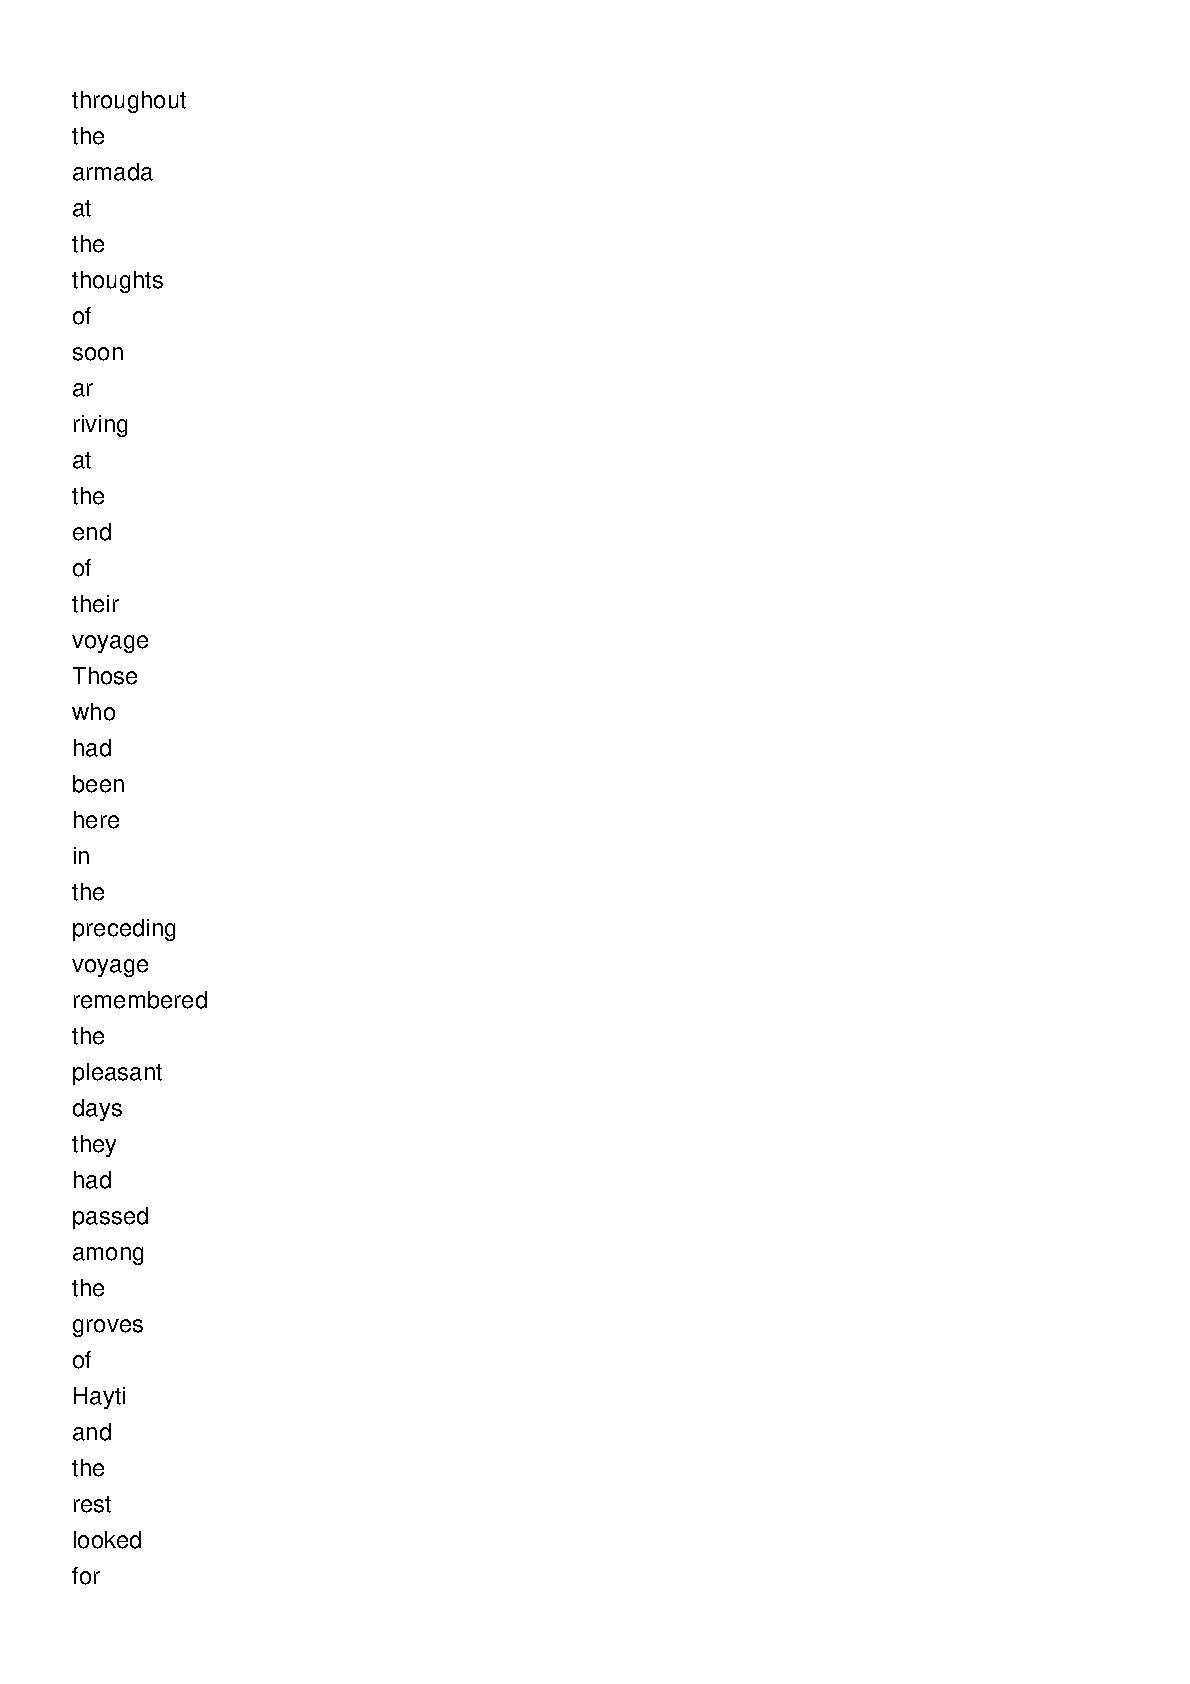 throughout
the
armada
at
the
thoughts
of
soon
ar
riving
at
the
end
of
their
voyage
Those
who
had
been
here
in
the
preceding
voyage
remembered
the
pleasant
days
they
had
passed
among
the
groves
of
Hayti
and
the
rest
looked
for